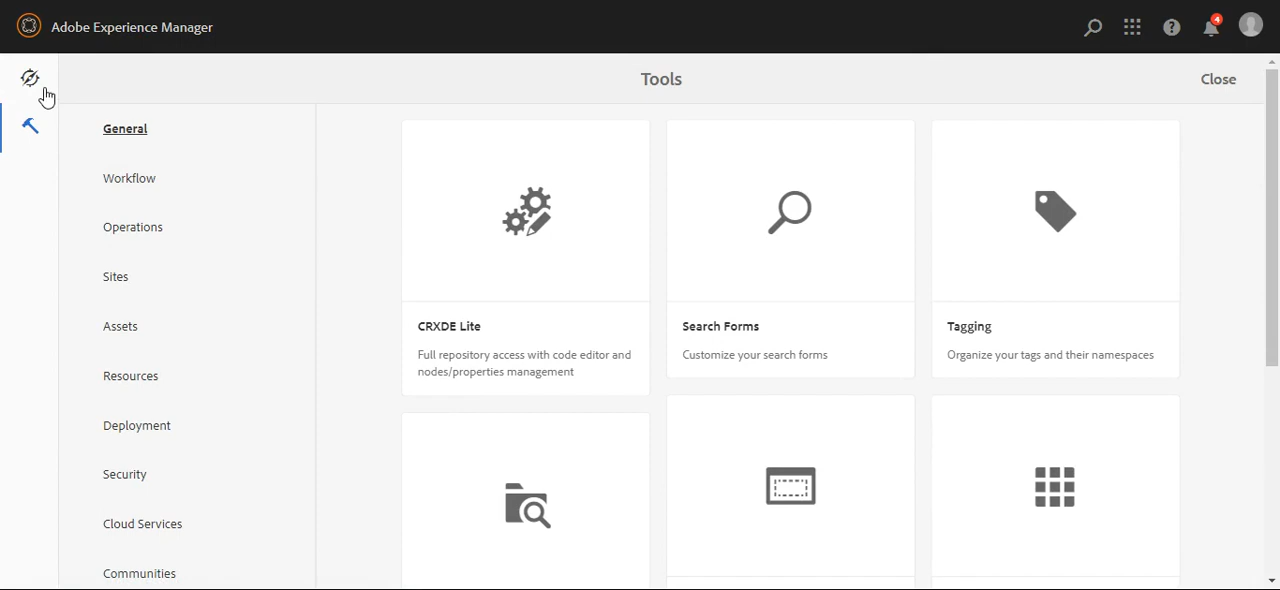 Adobe Experience Manager
4
Tools
Close
General
Workflow
Operations
Sites
Assets
Resources
Deployment
Security
Cloud Services
Communities
CRXDE Lite
Full repository access with code editor and
nodes/properties management
Search Forms
Customize your search forms
Tagging
Organize your tags and their namespaces